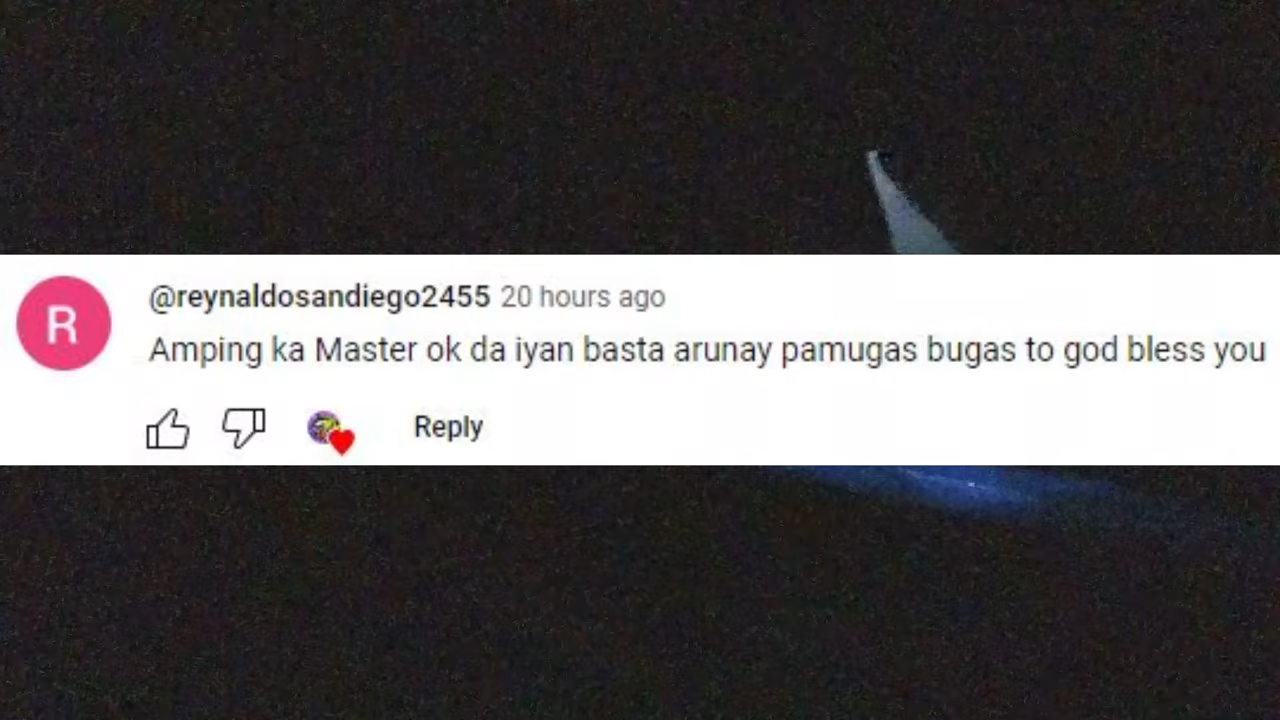 @reynaldosandiego2455 20 hours ago
Amping ka Master ok da iyan basta arunay pamugas bugas to god bless you
R
Reply